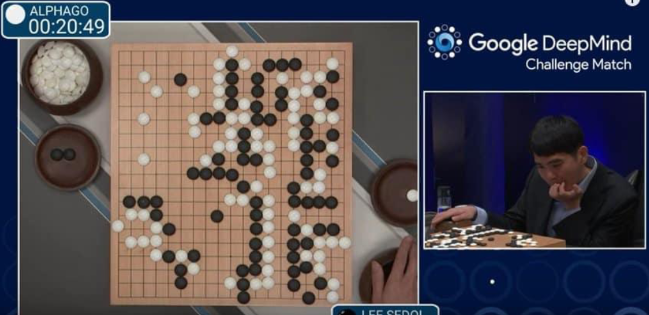 ALPHAGO
00:20:49
Google DeepMind
Challenge Match
LEE SEDOL